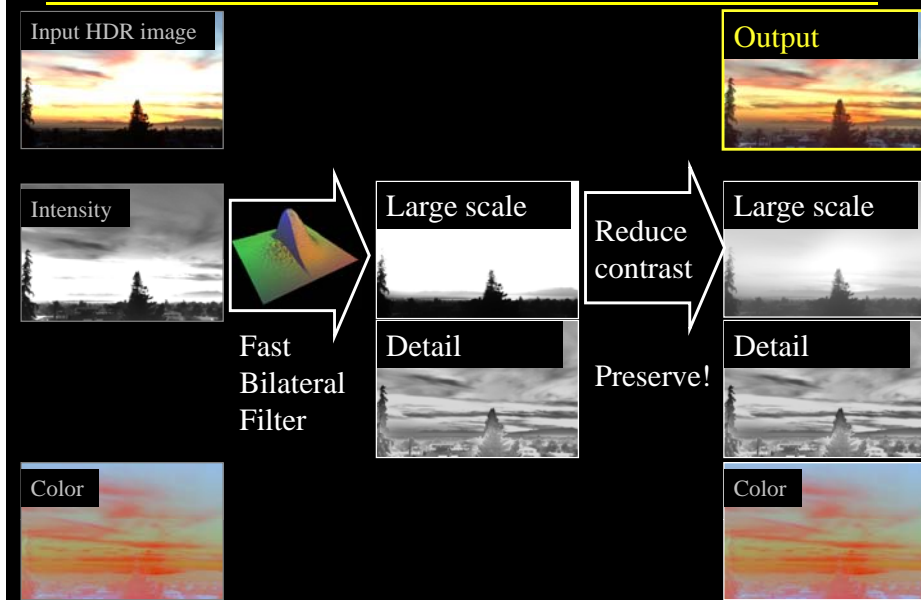 Input HDR image
Output
Intensity
Large scale
Reduce
contrast
Large scale
Fast
Bilateral
Filter
Detail
Preserve!
Detail
Color
Color